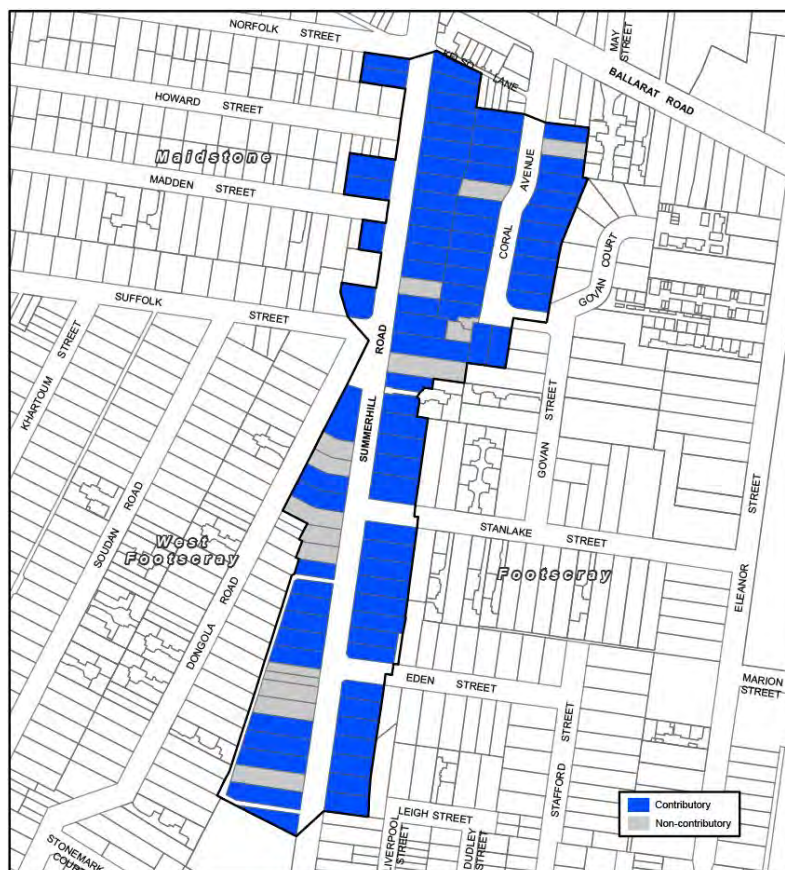 NORFOLK
STREET
KELSO LANE
MAY
STREET
BALLARAT ROAD
HOWARD STREET
Maidstone
MADDEN STREET
CORAL AVENUE
GOVAN COURT
SUFFOLK
STREET
KHARTOUM STREET
SUMMERHILL ROAD
GOVAN STREET
SOUDAN ROAD
West
Footscray
STANLAKE STREET
Footscray
ELEANOR STREET
DONGOLA ROAD
EDEN STREET
MARION
STREET
STAFFORD STREET
LEIGH STREET
LIVERPOOL
STREET
DUDLEY
STREET
STONEMARK
COURT
Contributory
Non-contributory